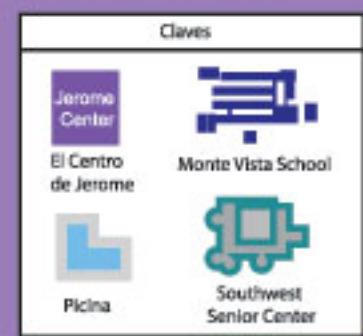 Claves
Jerome
Center
El Centro
de Jerome
Monte Vista School
Picina
Southwest
Senior Center